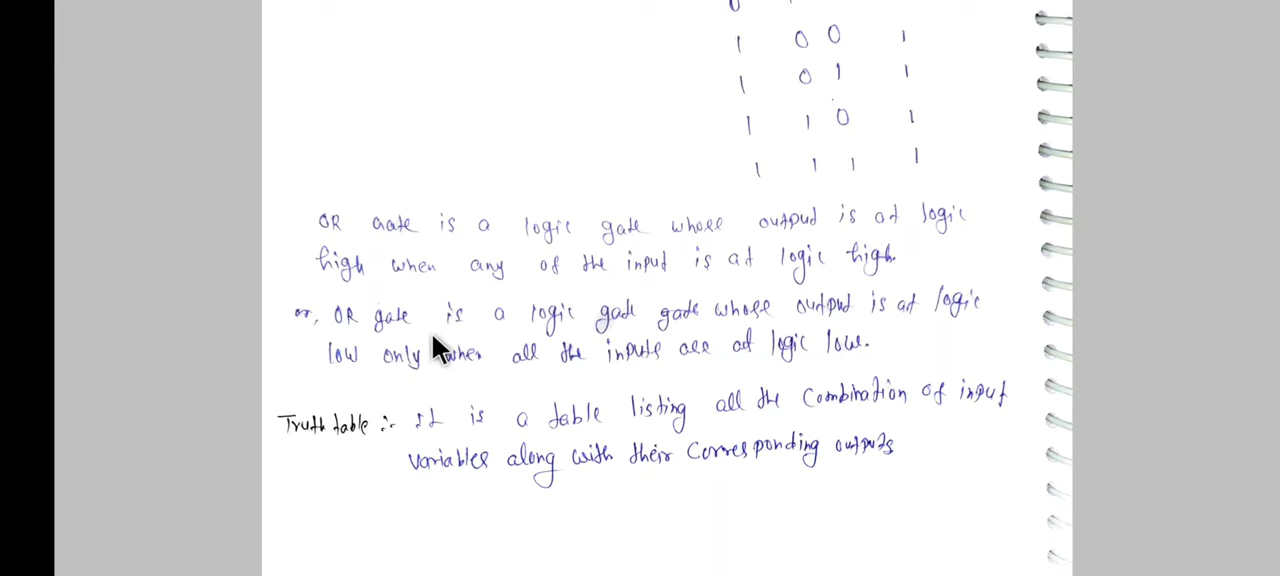 0
1 0 0 1
1 0 1 1
1 1 0 1
1 1 1 1
OR Gate is a logic gate whose output is at logic
high when any of the input is at logic high.
or, OR gate is a logic gate gate whose output is at logic
low only when all the inputs are at logic low.
Truth table :- It is a table listing all the combination of input
variables along with their corresponding outputs